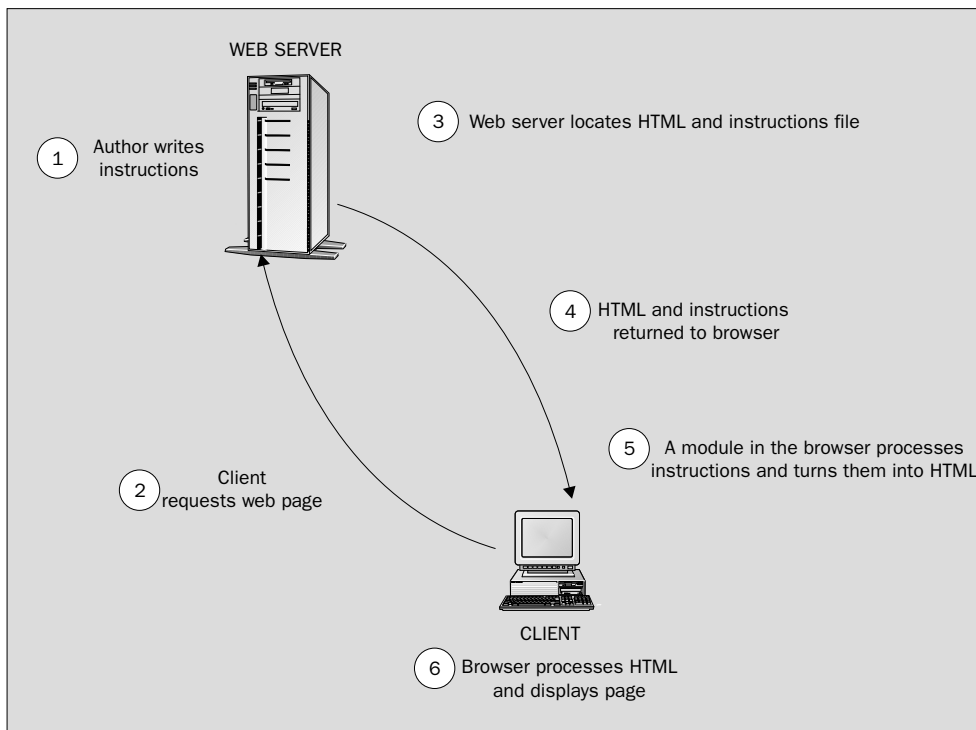 WEB SERVER
1
Author writes
instructions
3
Web server locates HTML and instructions file
4
HTML and instructions
returned to browser
5
A module in the browser processes
instructions and turns them into HTML
2
Client
requests web page
CLIENT
6
Browser processes HTML
and displays page